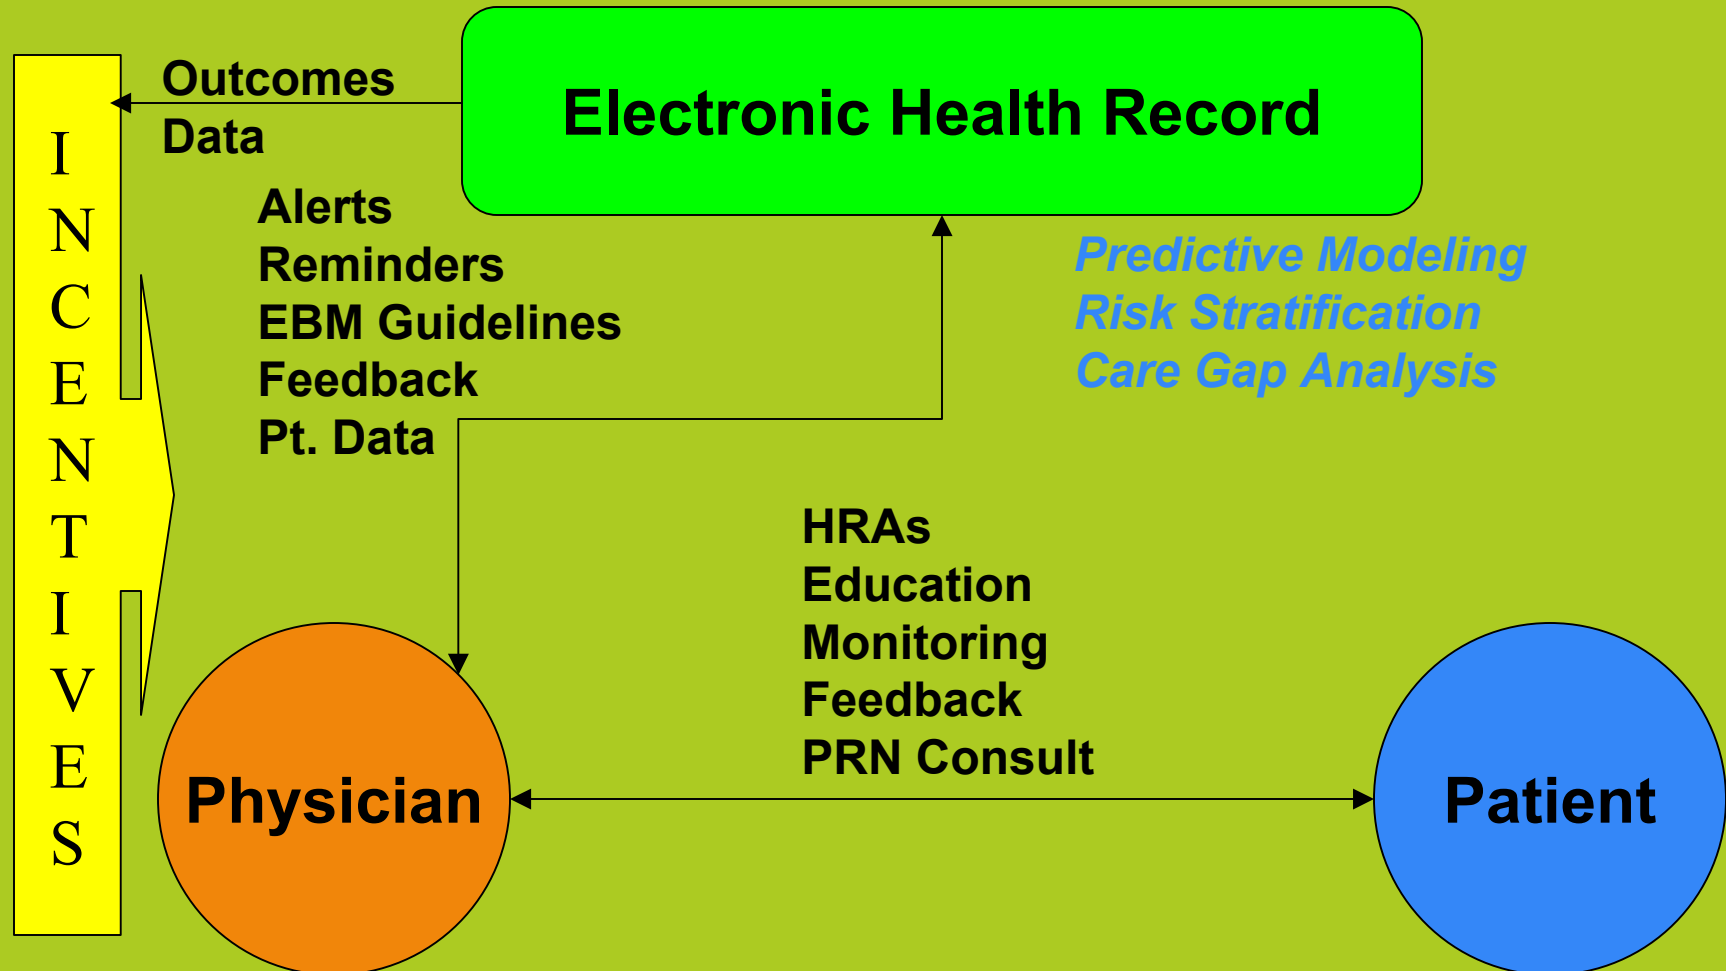 Outcomes
Data
Electronic Health Record
INCENTIVES
Alerts
Reminders
EBM Guidelines
Feedback
Pt. Data
Predictive Modeling
Risk Stratification
Care Gap Analysis
HRAs
Education
Monitoring
Feedback
PRN Consult
Physician
Patient